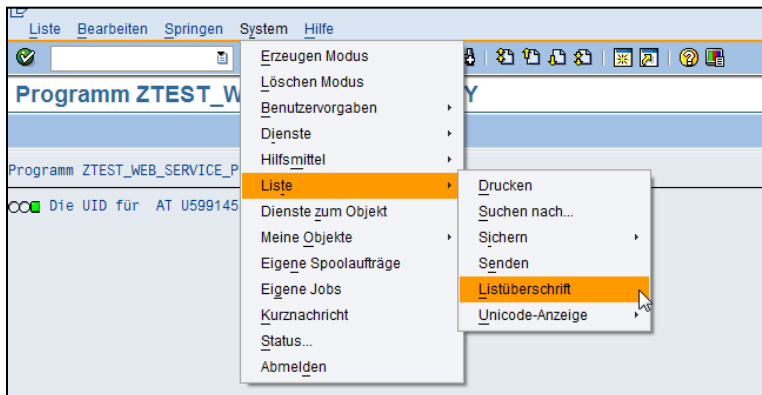 Liste Bearbeiten Springen System Hilfe
Programm ZTEST_W Y
Programm ZTEST_WEB_SERVICE_P
Die UID für AT U599145
Erzeugen Modus
Löschen Modus
Benutzervorgaben
Dienste
Hilfsmittel
Liste
Dienste zum Objekt
Meine Objekte
Eigene Spoolaufträge
Eigene Jobs
Kurznachricht
Status...
Abmelden
Drucken
Suchen nach...
Sichern
Senden
Listüberschrift
Unicode-Anzeige